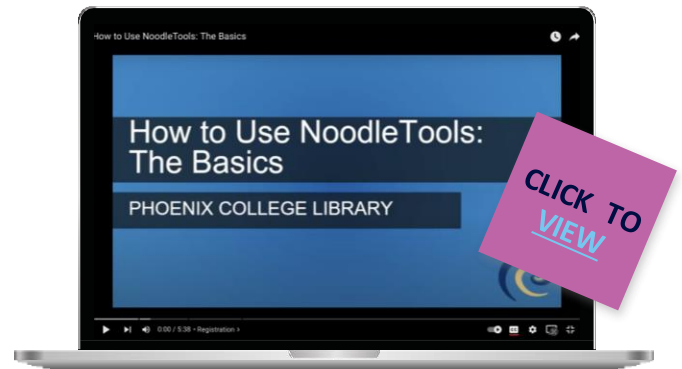 How to Use NoodleTools: The Basics
How to Use NoodleTools:
The Basics
PHOENIX COLLEGE LIBRARY
CLICK TO
VIEW
0:00 / 5:38 • Registration ›